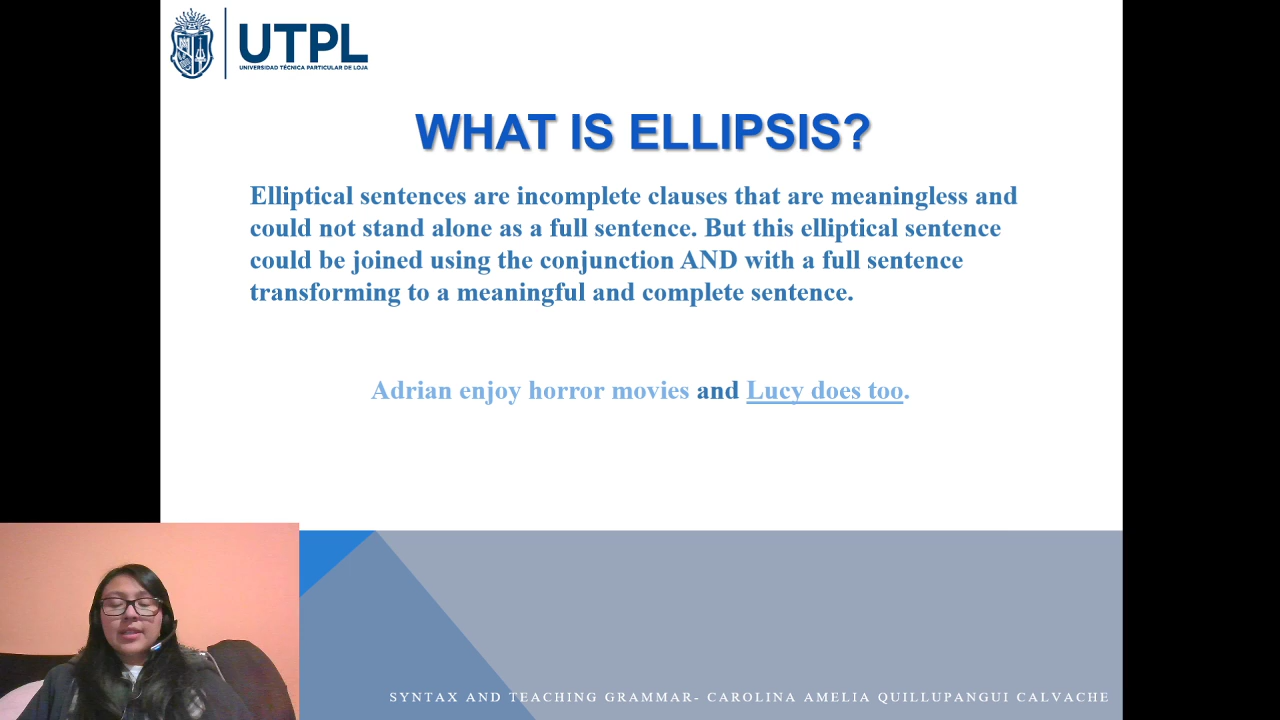 UTPL
UNIVERSIDAD TÉCNICA PARTICULAR DE LOJA
WHAT IS ELLIPSIS?
Elliptical sentences are incomplete clauses that are meaningless and
could not stand alone as a full sentence. But this elliptical sentence
could be joined using the conjunction AND with a full sentence
transforming to a meaningful and complete sentence.
Adrian enjoy horror movies and Lucy does too.
SYNTAX AND TEACHING GRAMMAR- CAROLINA AMELIA QUILLUPANGUI CALVACHE